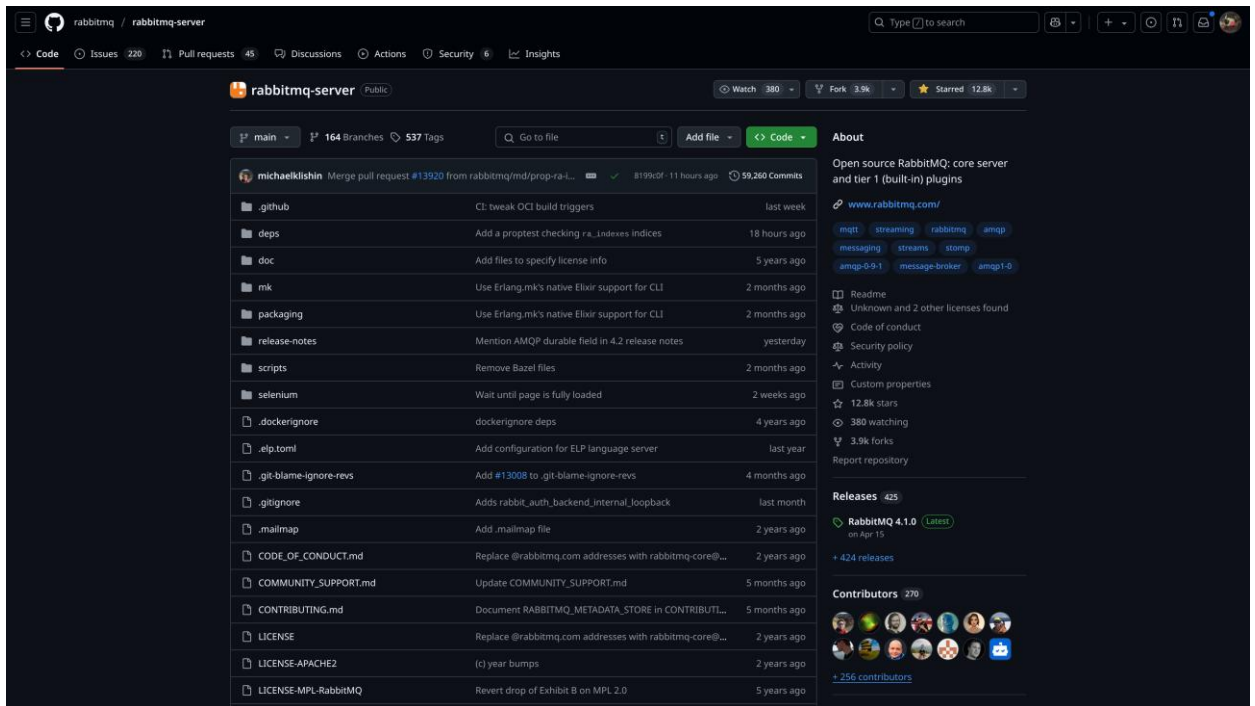 rabbitmq / rabbitmq-server
Type / to search
Code
Issues 220
Pull requests 45
Discussions
Actions
Security 6
Insights
rabbitmq-server Public
Watch 380
Fork 3.9k
Starred 12.8k
main
164 Branches
537 Tags
Go to file t
Add file
Code
michaelklishin Merge pull request #13920 from rabbitmq/md/prop-ra-i... 8199c0f · 11 hours ago 59,260 Commits
.github CI: tweak OCI build triggers last week
deps Add a proptest checking ra_indexes indices 18 hours ago
doc Add files to specify license info 5 years ago
mk Use Erlang.mk's native Elixir support for CLI 2 months ago
packaging Use Erlang.mk's native Elixir support for CLI 2 months ago
release-notes Mention AMQP durable field in 4.2 release notes yesterday
scripts Remove Bazel files 2 months ago
selenium Wait until page is fully loaded 2 weeks ago
.dockerignore dockerignore deps 4 years ago
.elp.toml Add configuration for ELP language server last year
.git-blame-ignore-revs Add #13008 to .git-blame-ignore-revs 4 months ago
.gitignore Adds rabbit_auth_backend_internal_loopback last month
.mailmap Add .mailmap file 2 years ago
CODE_OF_CONDUCT.md Replace @rabbitmq.com addresses with rabbitmq-core@... 2 years ago
COMMUNITY_SUPPORT.md Update COMMUNITY_SUPPORT.md 5 months ago
CONTRIBUTING.md Document RABBITMQ_METADATA_STORE in CONTRIBUTI... 5 months ago
LICENSE Replace @rabbitmq.com addresses with rabbitmq-core@... 2 years ago
LICENSE-APACHE2 (c) year bumps 2 years ago
LICENSE-MPL-RabbitMQ Revert drop of Exhibit B on MPL 2.0 5 years ago
About
Open source RabbitMQ: core server
and tier 1 (built-in) plugins
www.rabbitmq.com/
mqtt streaming rabbitmq amqp
messaging streams stomp
amqp-0-9-1 message-broker amqp1-0
Readme
Unknown and 2 other licenses found
Code of conduct
Security policy
Activity
Custom properties
12.8k stars
380 watching
3.9k forks
Report repository
Releases 425
RabbitMQ 4.1.0 Latest
on Apr 15
+ 424 releases
Contributors 270
+ 256 contributors